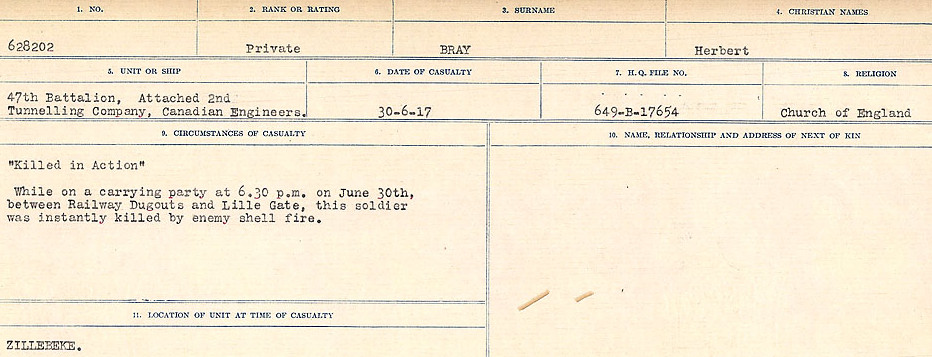 1. NO. 2. RANK OR RATING 3. SURNAME 4. CHRISTIAN NAMES
628202 Private BRAY Herbert
5. UNIT OR SHIP 6. DATE OF CASUALTY 7. H.Q. FILE NO. 8. RELIGION
47th Battalion, Attached 2nd
Tunnelling Company, Canadian Engineers. 30-6-17 649-B-17654 Church of England
9. CIRCUMSTANCES OF CASUALTY 10. NAME, RELATIONSHIP AND ADDRESS OF NEXT OF KIN
"Killed in Action"
While on a carrying party at 6.30 p.m. on June 30th,
between Railway Dugouts and Lille Gate, this soldier
was instantly killed by enemy shell fire.
11. LOCATION OF UNIT AT TIME OF CASUALTY
ZILLEBEKE.